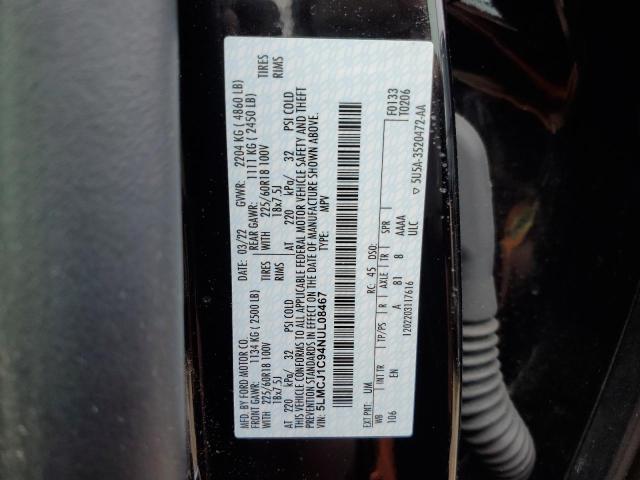 MFD. BY FORD MOTOR CO.
DATE: 03/22 GVWR: 2204 KG ( 4860 LB)
FRONT GAWR: 1134 KG ( 2500 LB) REAR GAWR: 1111 KG ( 2450 LB)
WITH 225/60R18 100V TIRES WITH 225/60R18 100V TIRES
18x7.5J RIMS 18x7.5J RIMS
AT 220 kPa/ 32 PSI COLD AT 220 kPa/ 32 PSI COLD
THIS VEHICLE CONFORMS TO ALL APPLICABLE FEDERAL MOTOR VEHICLE SAFETY AND THEFT
PREVENTION STANDARDS IN EFFECT ON THE DATE OF MANUFACTURE SHOWN ABOVE.
VIN: 5LMCJ1C94NUL08467 TYPE: MPV
F0133
T0206
EXT PNT: UM RC: 45 DSO:
WB INT TR TP/PS R AXLE TR SPR
106 EN A 81 8 AAAA
ULC
1202203117616
5U5A-3520472-AA